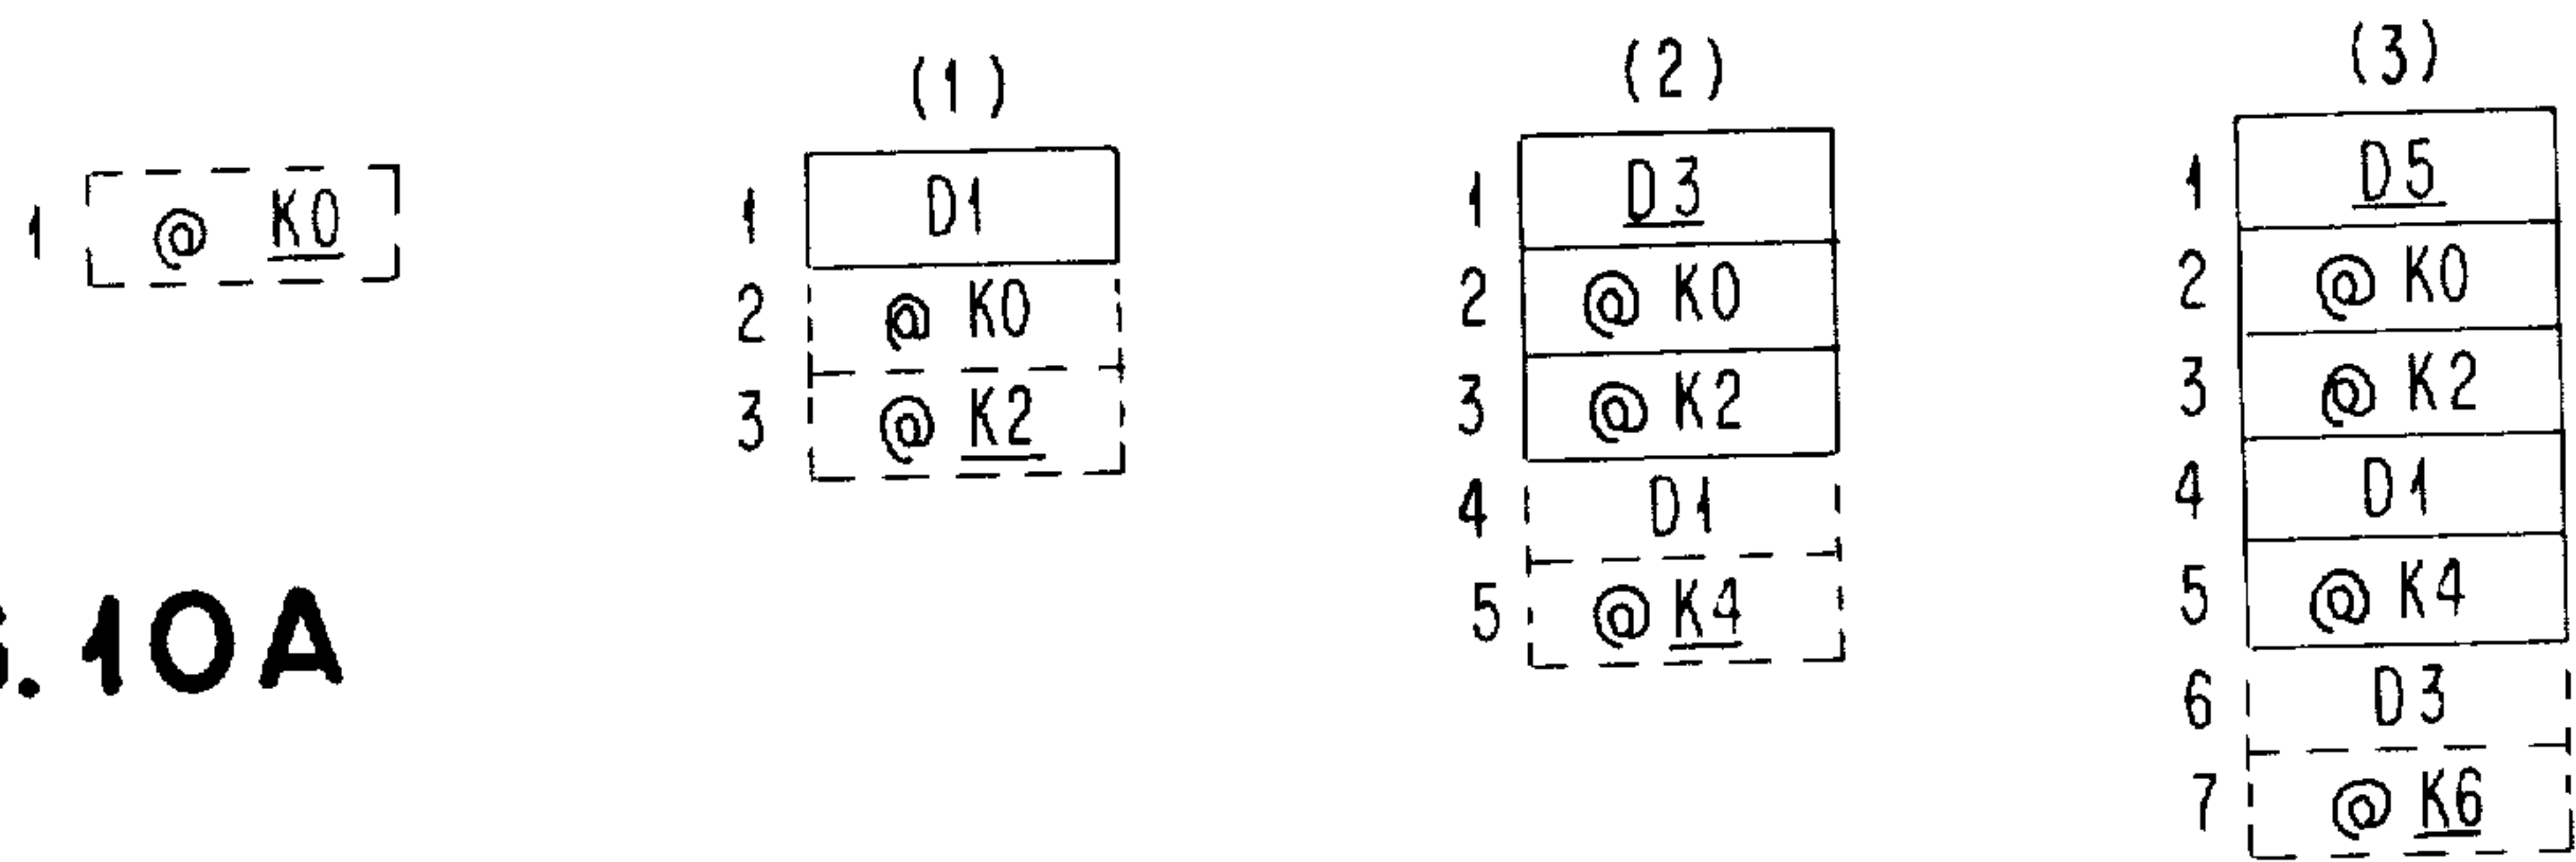 1 @ K0
(1)
1 D1
2 @ K0
3 @ K2
(2)
1 D3
2 @ K0
3 @ K2
4 D1
5 @ K4
(3)
1 D5
2 @ K0
3 @ K2
4 D1
5 @ K4
6 D3
7 @ K6
. 10A